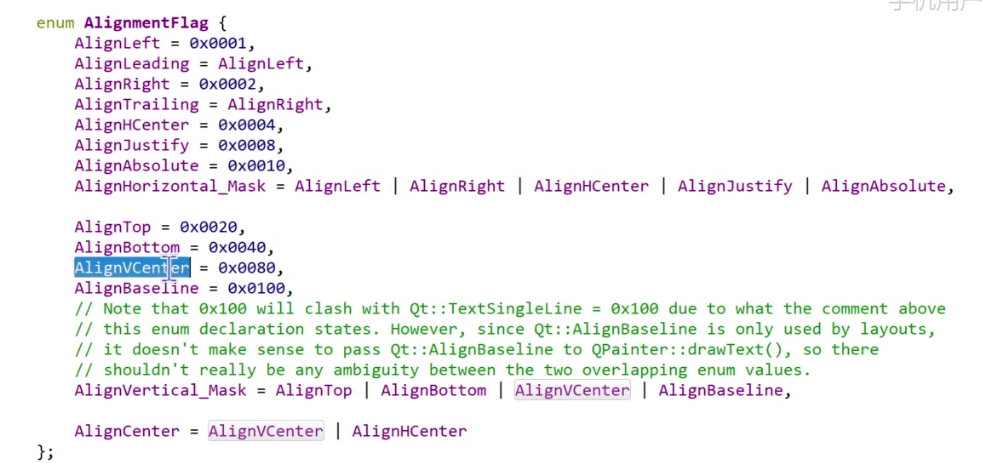 手机用户
enum AlignmentFlag {
AlignLeft = 0x0001,
AlignLeading = AlignLeft,
AlignRight = 0x0002,
AlignTrailing = AlignRight,
AlignHCenter = 0x0004,
AlignJustify = 0x0008,
AlignAbsolute = 0x0010,
AlignHorizontal_Mask = AlignLeft | AlignRight | AlignHCenter | AlignJustify | AlignAbsolute,
AlignTop = 0x0020,
AlignBottom = 0x0040,
AlignVCenter = 0x0080,
AlignBaseline = 0x0100,
// Note that 0x100 will clash with Qt::TextSingleLine = 0x100 due to what the comment above
// this enum declaration states. However, since Qt::AlignBaseline is only used by layouts,
// it doesn't make sense to pass Qt::AlignBaseline to QPainter::drawText(), so there
// shouldn't really be any ambiguity between the two overlapping enum values.
AlignVertical_Mask = AlignTop | AlignBottom | AlignVCenter | AlignBaseline,
AlignCenter = AlignVCenter | AlignHCenter
};